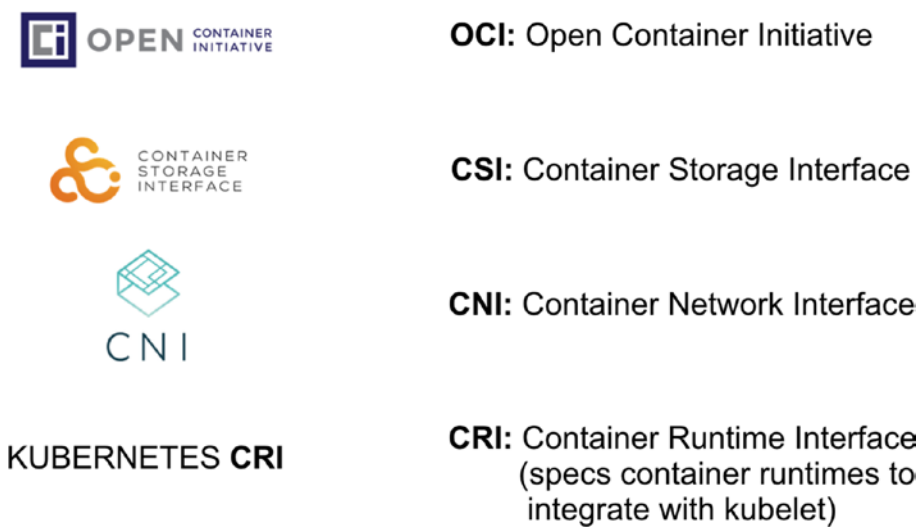 Ci OPEN CONTAINER INITIATIVE
OCI: Open Container Initiative
CONTAINER
STORAGE
INTERFACE
CSI: Container Storage Interface
CNI
CNI: Container Network Interface
KUBERNETES CRI
CRI: Container Runtime Interface
(specs container runtimes to
integrate with kubelet)